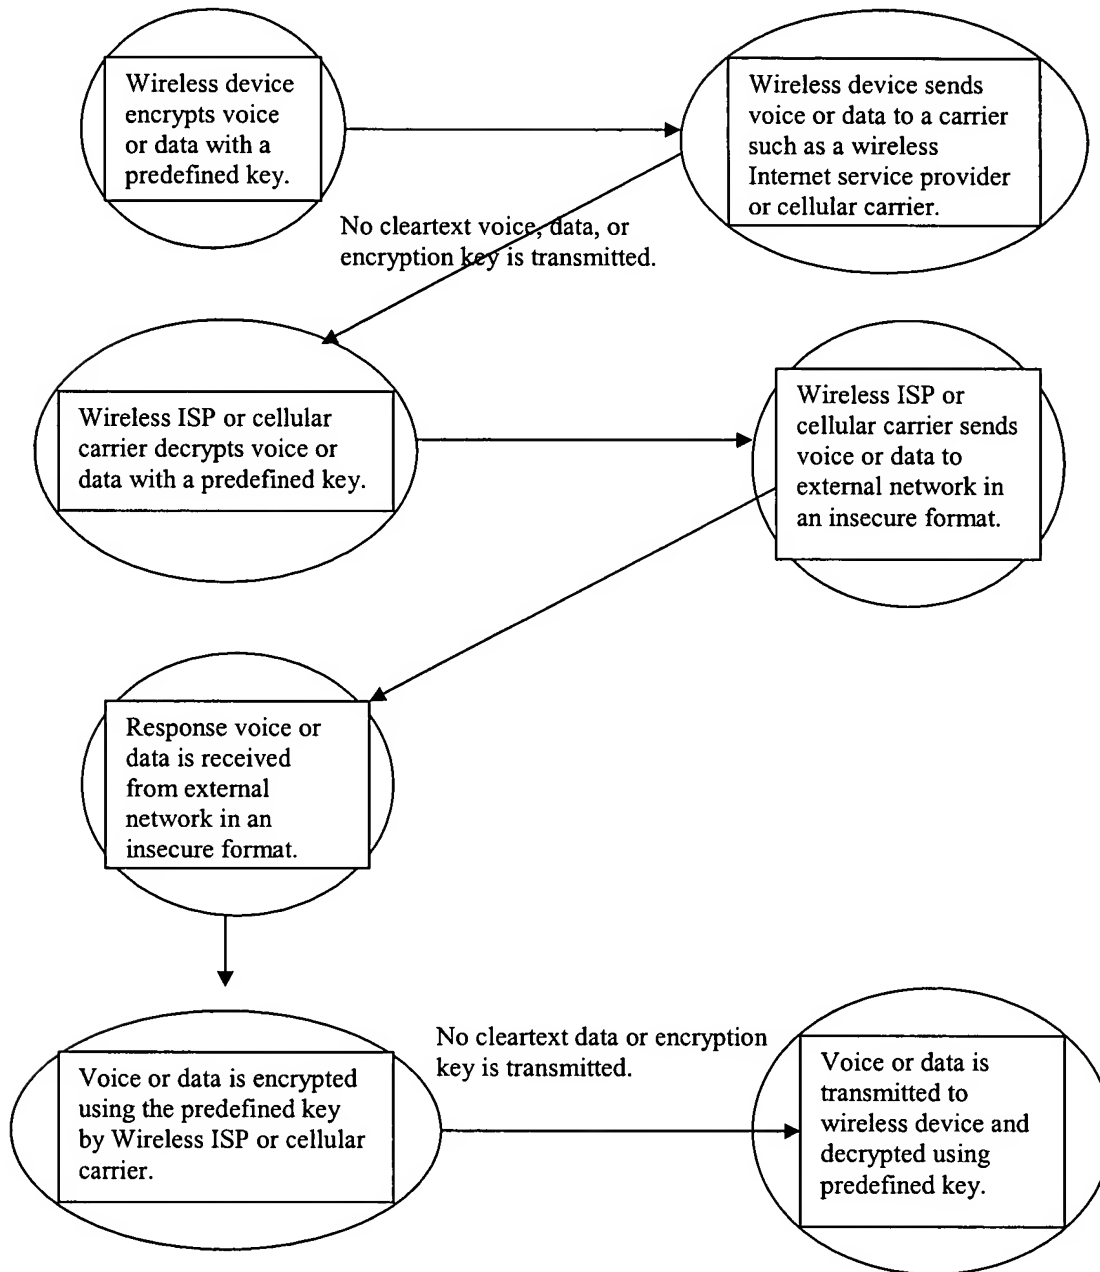 Wireless device
encrypts voice
or data with a
predefined key.
Wireless device sends
voice or data to a carrier
such as a wireless
Internet service provider
or cellular carrier.
No cleartext voice, data, or
encryption key is transmitted.
Wireless ISP or cellular
carrier decrypts voice or
data with a predefined key.
Wireless ISP or
cellular carrier sends
voice or data to
external network in
an insecure format.
Response voice or
data is received
from external
network in an
insecure format.
Voice or data is encrypted
using the predefined key
by Wireless ISP or cellular
carrier.
No cleartext data or encryption
key is transmitted.
Voice or data is
transmitted to
wireless device and
decrypted using
predefined key.